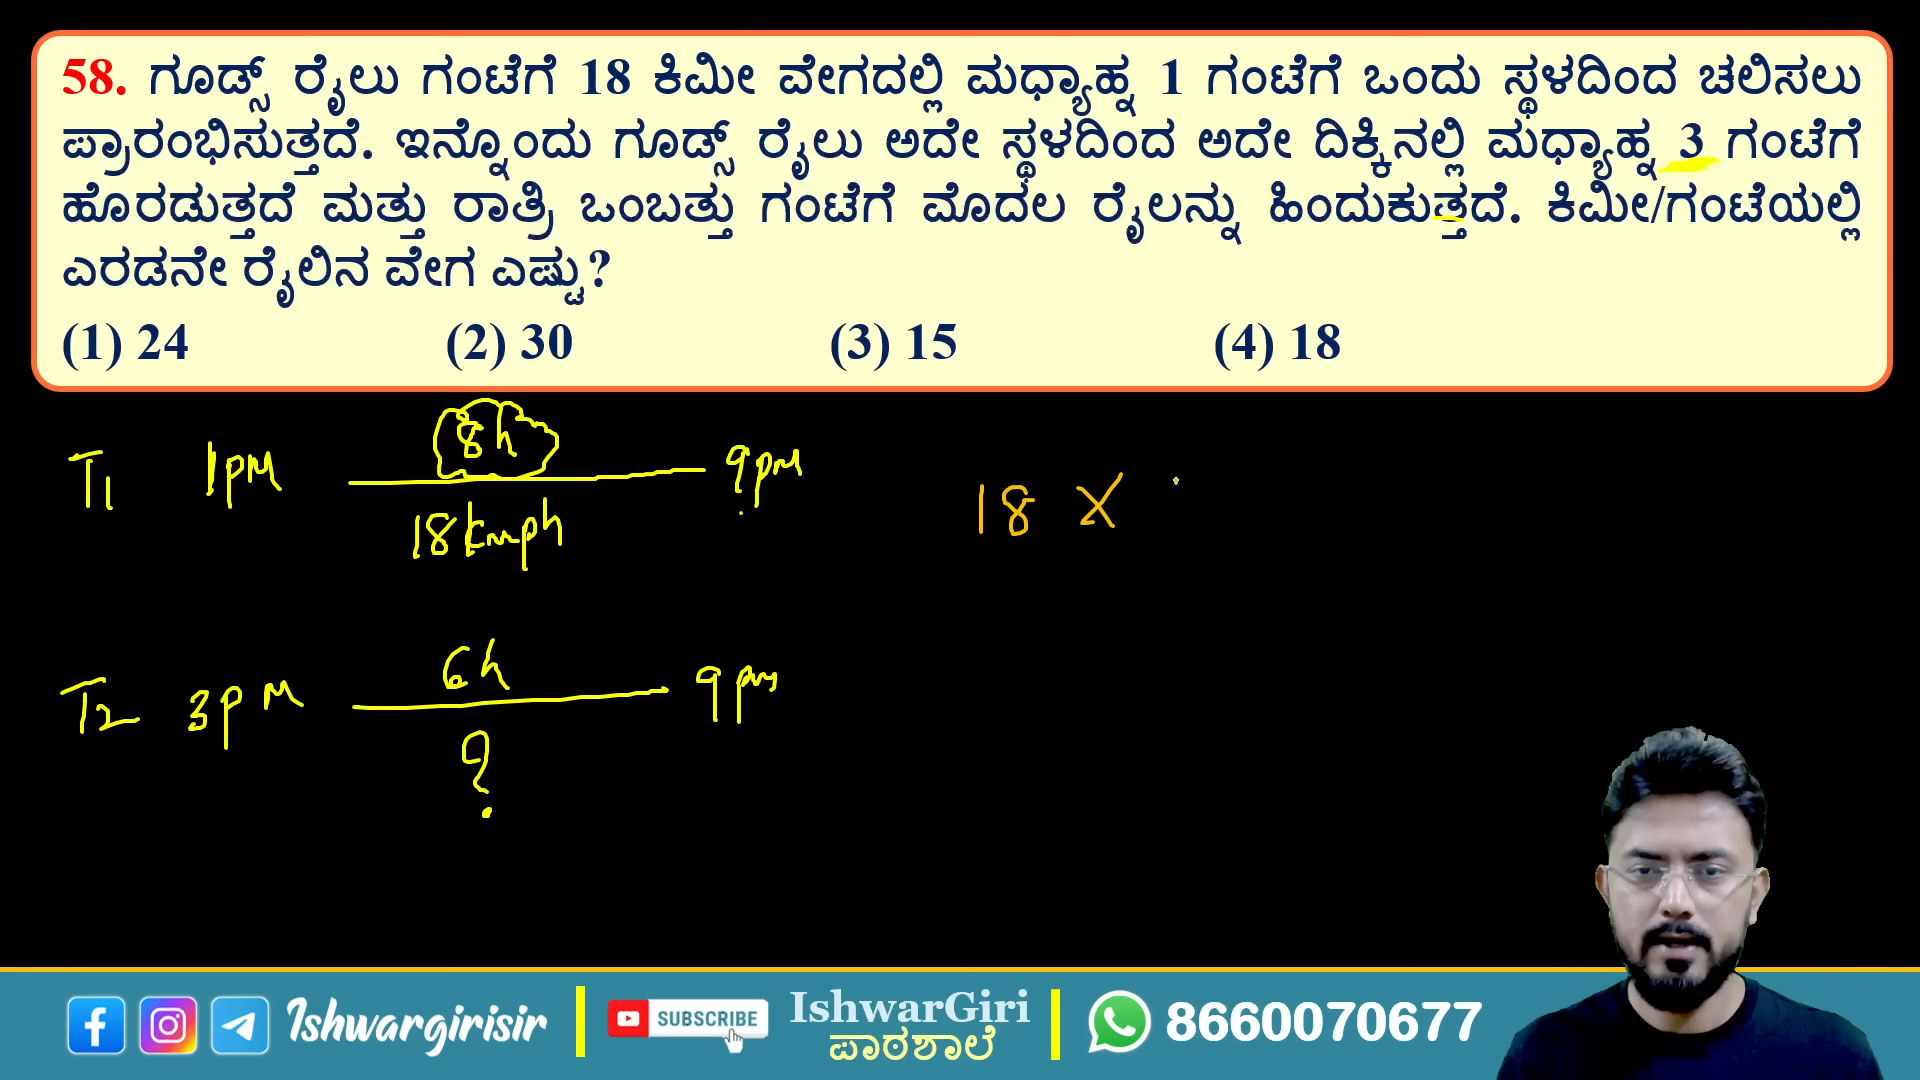 58. ಗೂಡ್ಸ್ ರೈಲು ಗಂಟೆಗೆ 18 ಕಿಮೀ ವೇಗದಲ್ಲಿ ಮಧ್ಯಾಹ್ನ 1 ಗಂಟೆಗೆ ಒಂದು ಸ್ಥಳದಿಂದ ಚಲಿಸಲು
ಪ್ರಾರಂಭಿಸುತ್ತದೆ. ಇನ್ನೊಂದು ಗೂಡ್ಸ್ ರೈಲು ಅದೇ ಸ್ಥಳದಿಂದ ಅದೇ ದಿಕ್ಕಿನಲ್ಲಿ ಮಧ್ಯಾಹ್ನ 3 ಗಂಟೆಗೆ
ಹೊರಡುತ್ತದೆ ಮತ್ತು ರಾತ್ರಿ ಒಂಬತ್ತು ಗಂಟೆಗೆ ಮೊದಲ ರೈಲನ್ನು ಹಿಂದುಕುತ್ತದೆ. ಕಿಮೀ/ಗಂಟೆಯಲ್ಲಿ
ಎರಡನೇ ರೈಲಿನ ವೇಗ ಎಷ್ಟು?
(1) 24 (2) 30 (3) 15 (4) 18
T1 1pM 8h 9pM
18kmph
18 X
T2 3pM 6h 9pm
?
Ishwargirisir SUBSCRIBE IshwarGiri 8660070677
ಪಾಠಶಾಲೆ